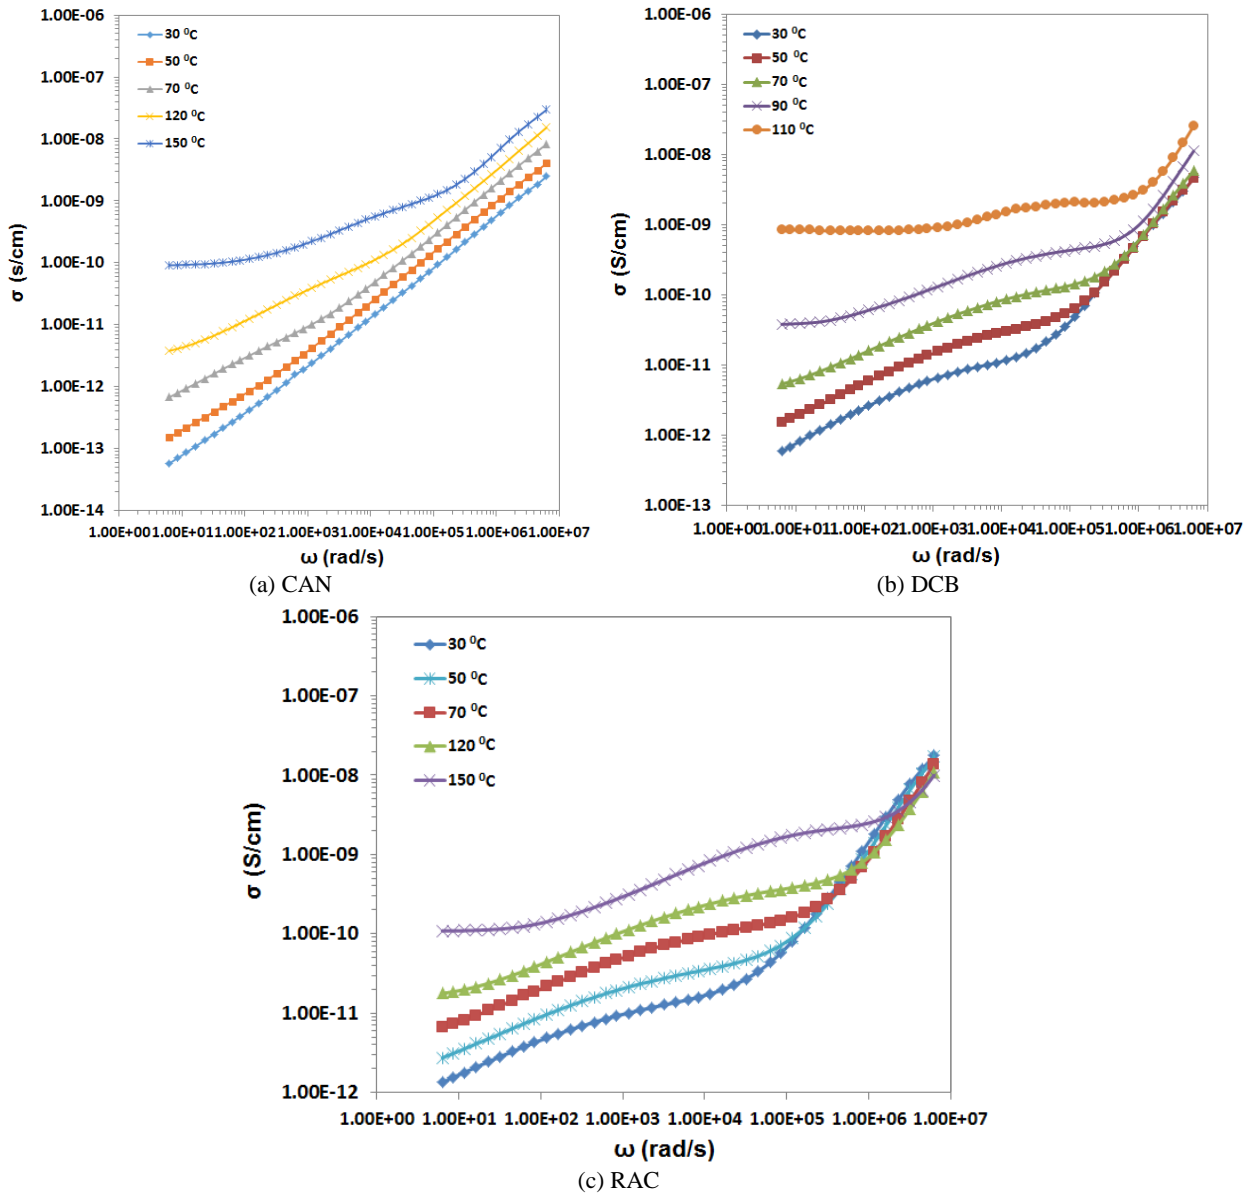 1.00E-06
1.00E-07
1.00E-08
1.00E-09
1.00E-10
1.00E-11
1.00E-12
1.00E-13
1.00E-14
σ (s/cm)
30 ⁰C
50 ⁰C
70 ⁰C
120 ⁰C
150 ⁰C
1.00E+001.00E+011.00E+021.00E+031.00E+041.00E+051.00E+061.00E+07
ω (rad/s)
(a) CAN
1.00E-06
1.00E-07
1.00E-08
1.00E-09
1.00E-10
1.00E-11
1.00E-12
1.00E-13
σ (S/cm)
30 ⁰C
50 ⁰C
70 ⁰C
90 ⁰C
110 ⁰C
1.00E+001.00E+011.00E+021.00E+031.00E+041.00E+051.00E+061.00E+07
ω (rad/s)
(b) DCB
1.00E-06
1.00E-07
1.00E-08
1.00E-09
1.00E-10
1.00E-11
1.00E-12
σ (S/cm)
30 ⁰C
50 ⁰C
70 ⁰C
120 ⁰C
150 ⁰C
1.00E+00 1.00E+01 1.00E+02 1.00E+03 1.00E+04 1.00E+05 1.00E+06 1.00E+07
ω (rad/s)
(c) RAC